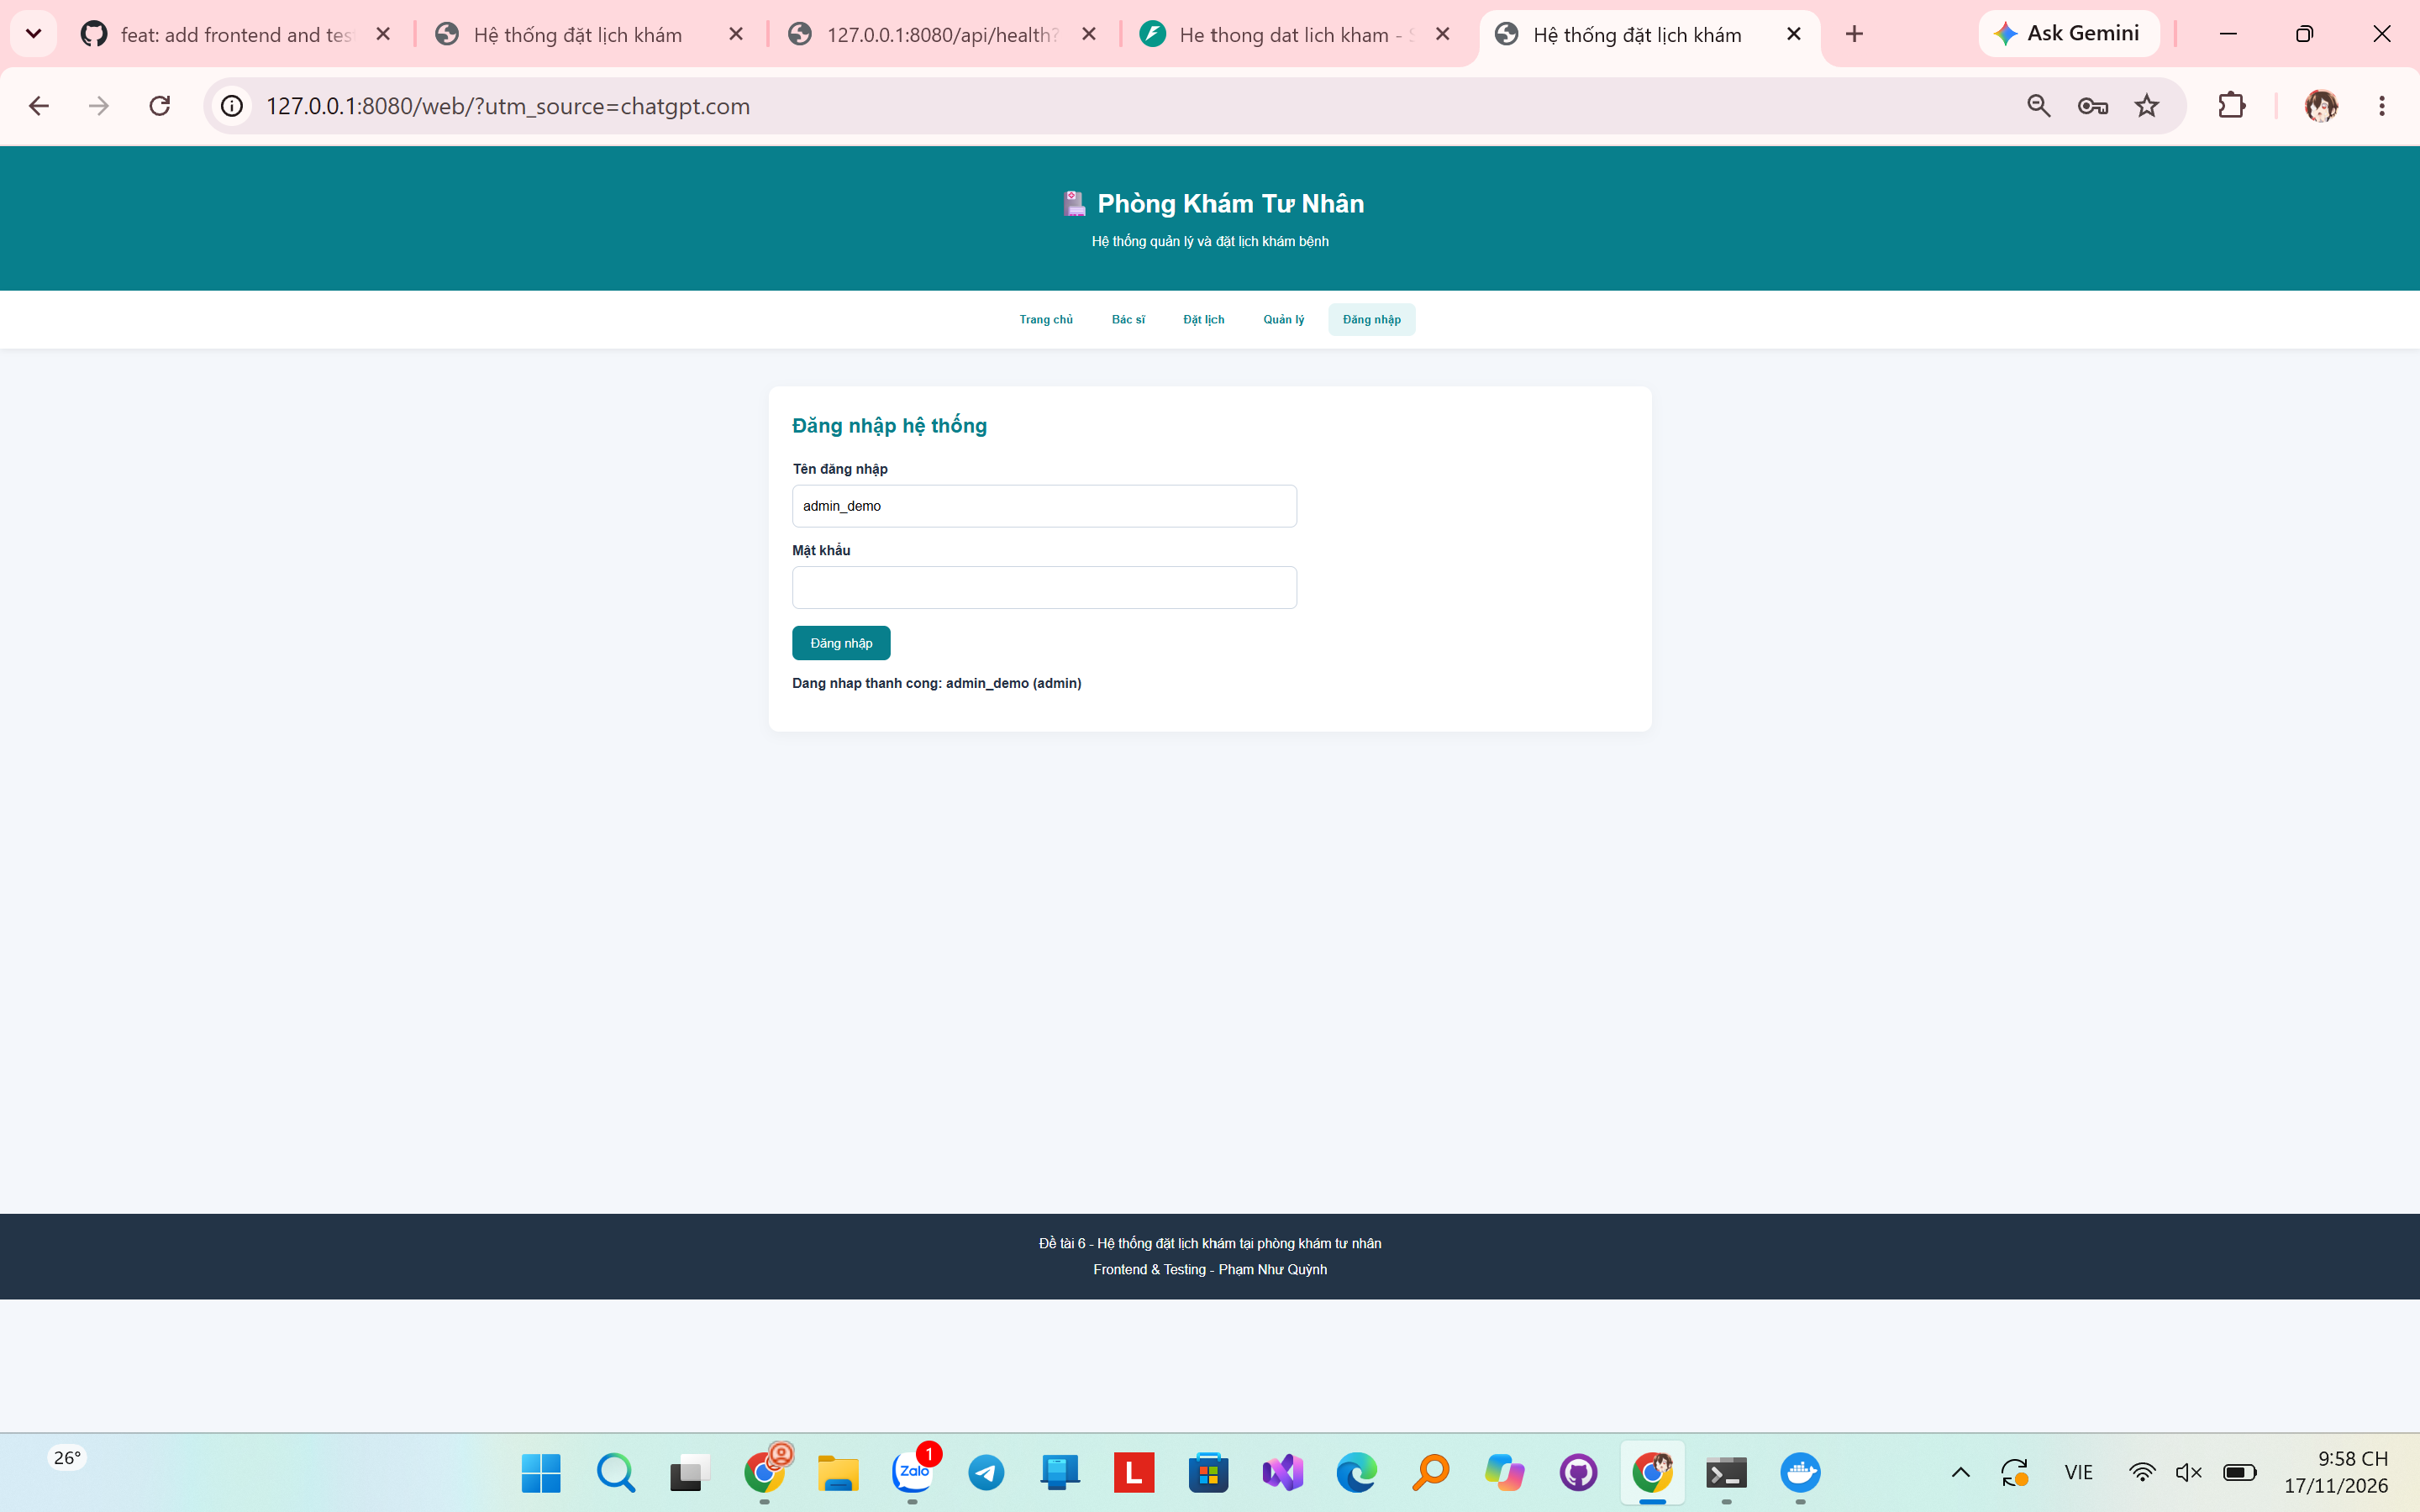 feat: add frontend and tes
Hệ thống đặt lịch khám
127.0.0.1:8080/api/health?
He thong dat lich kham - S
Hệ thống đặt lịch khám
Ask Gemini
127.0.0.1:8080/web/?utm_source=chatgpt.com
Phòng Khám Tư Nhân
Hệ thống quản lý và đặt lịch khám bệnh
Trang chủ
Bác sĩ
Đặt lịch
Quản lý
Đăng nhập
Đăng nhập hệ thống
Tên đăng nhập
admin_demo
Mật khẩu
Đăng nhập
Dang nhap thanh cong: admin_demo (admin)
Đề tài 6 - Hệ thống đặt lịch khám tại phòng khám tư nhân
Frontend & Testing - Phạm Như Quỳnh
26°
Zalo
1
L
VIE
9:58 CH
17/11/2026